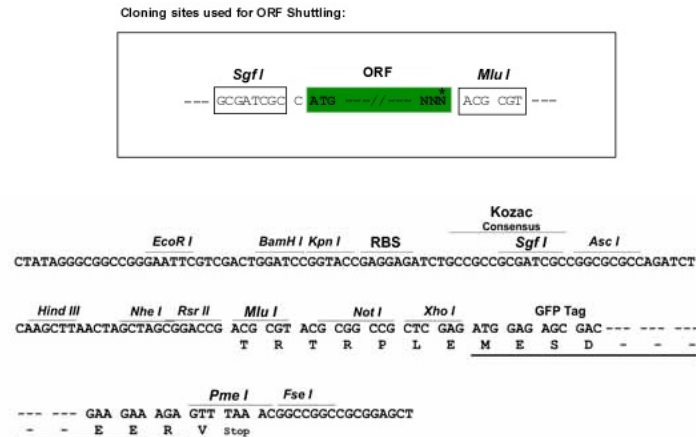 Cloning sites used for ORF Shuttling:
Sgf I ORF Mlu I
--- GCGATCGC C ATG ---//--- NNN* ACG CGT ---
Kozac
Consensus
EcoR I BamH I Kpn I RBS Sgf I Asc I
CTATAGGGCGGCCGGGAATTCGTCGACTGGATCCGGTACCGAGGAGATCTGCCGCCGCGATCGCCGGCGCGCCAGATCT
Hind III Nhe I Rsr II Mlu I Not I Xho I GFP Tag
CAAGCTTAACTAGCTAGCGGACCG ACG CGT ACG CGG CCG CTC GAG ATG GAG AGC GAC --- --- ---
T R T R P L E M E S D - - -
Pme I Fse I
--- --- GAA GAA AGA GTT TAA ACGGCCGGCCGCGGAGCT
- - E E R V Stop